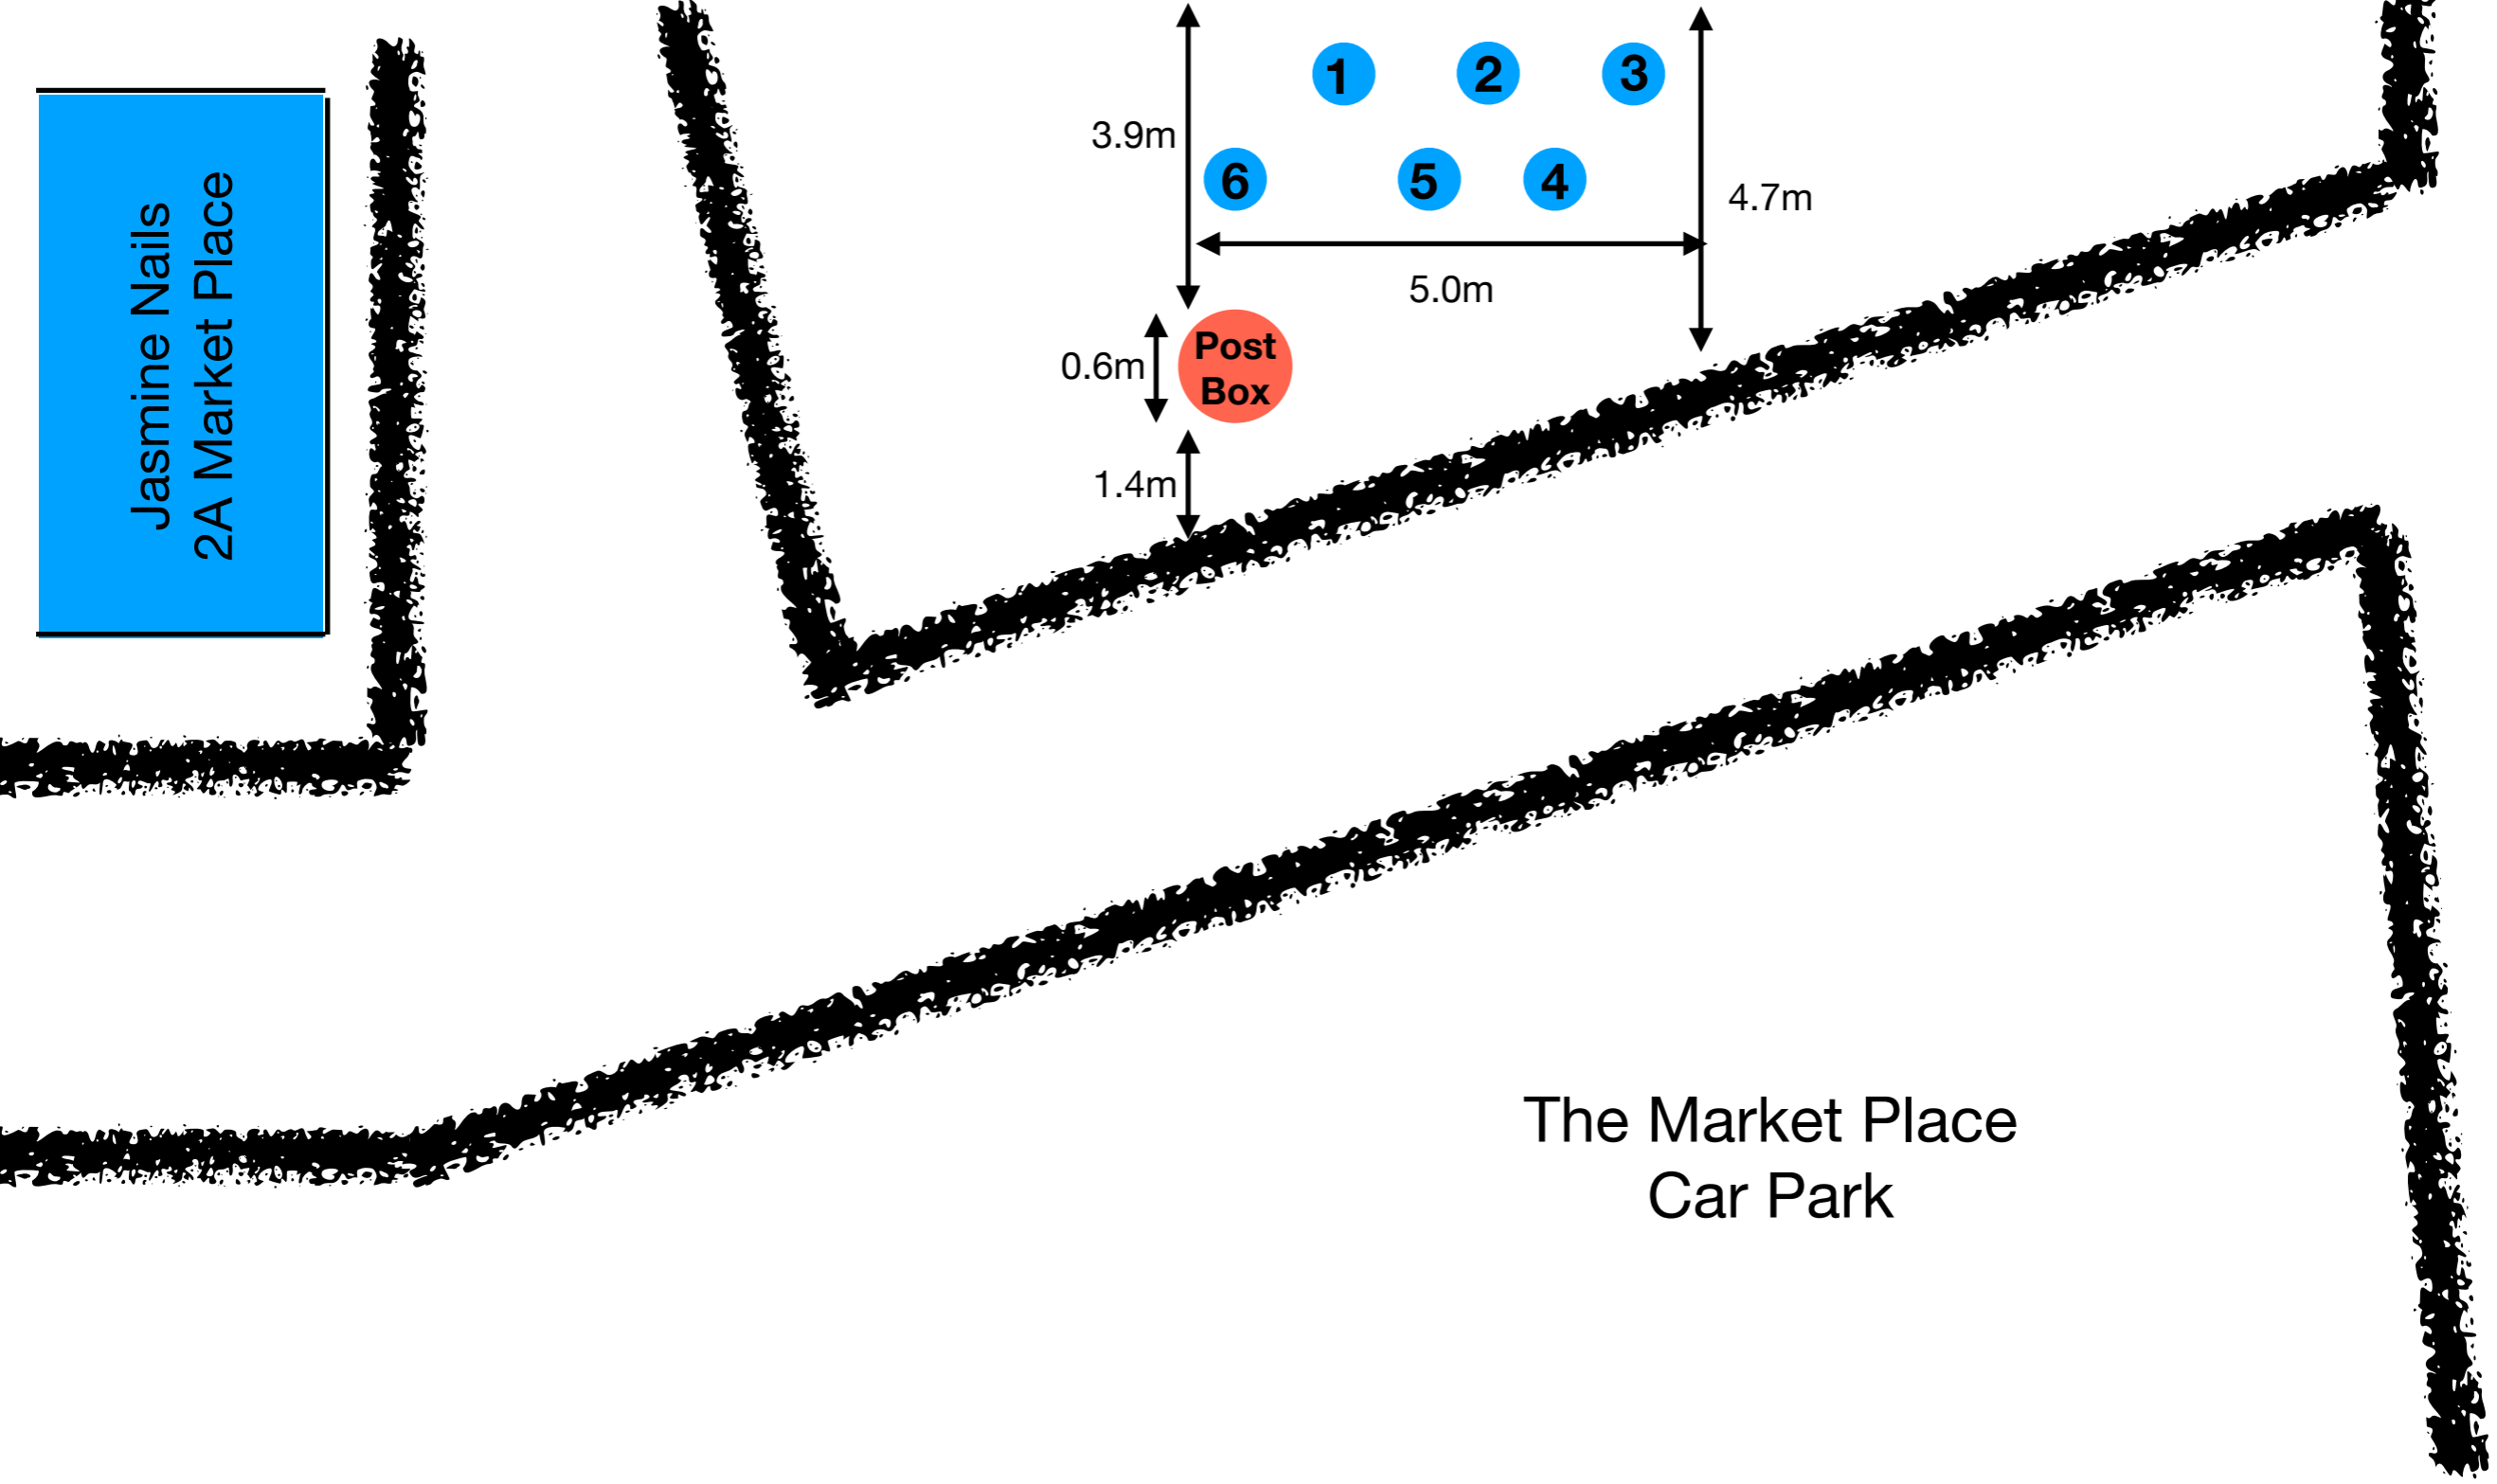 1
2
3
3.9m
6
5
4
4.7m
5.0m
Jasmine Nails
2A Market Place
0.6m
Post
Box
1.4m
The Market Place
Car Park